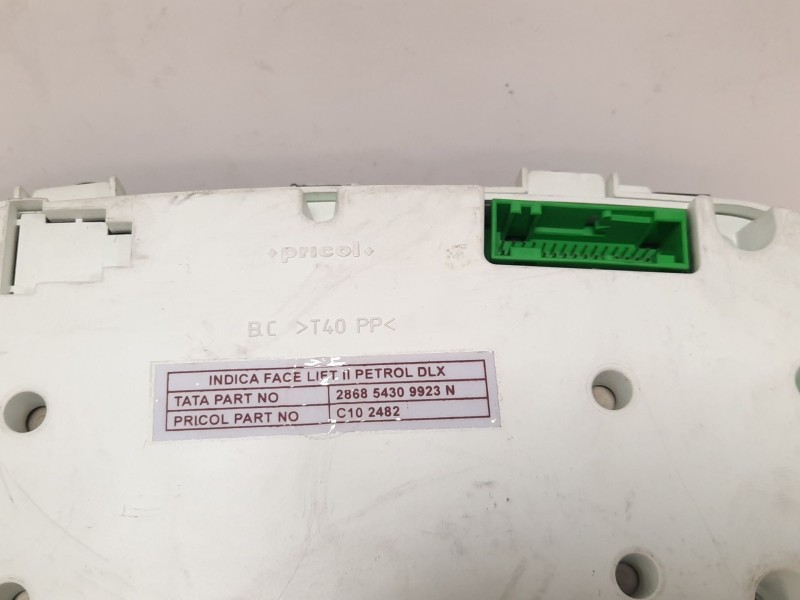 pricol
B.C >T40 PP<
INDICA FACE LIFT II PETROL DLX
TATA PART NO 2868 5430 9923 N
PRICOL PART NO C10 2482